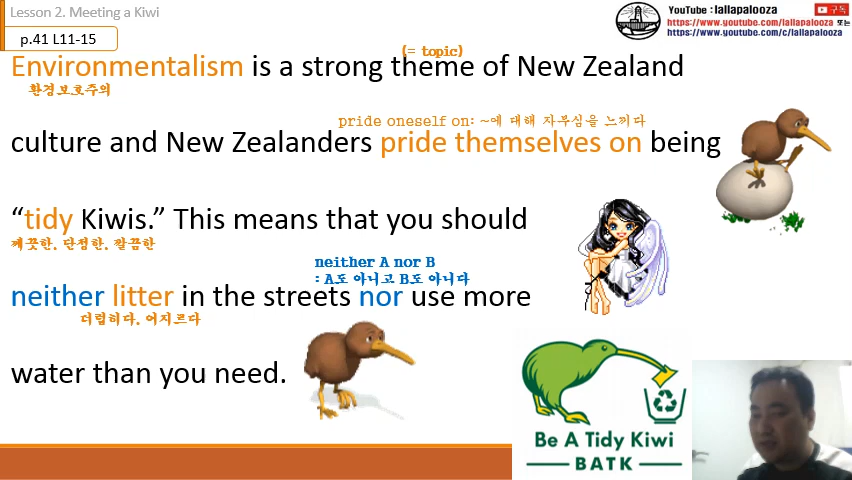 Lesson 2. Meeting a Kiwi
YouTube : lallapalooza 구독
https://www.youtube.com/lallapalooza 또는
https://www.youtube.com/c/lallapalooza
p.41 L11-15
(= topic)
Environmentalism is a strong theme of New Zealand
환경보호주의
pride oneself on: ~에 대해 자부심을 느끼다
culture and New Zealanders pride themselves on being
“tidy Kiwis.” This means that you should
깨끗한, 단정한, 깔끔한
neither A nor B
: A도 아니고 B도 아니다
neither litter in the streets nor use more
더럽히다, 어지르다
water than you need.
Be A Tidy Kiwi
BATK